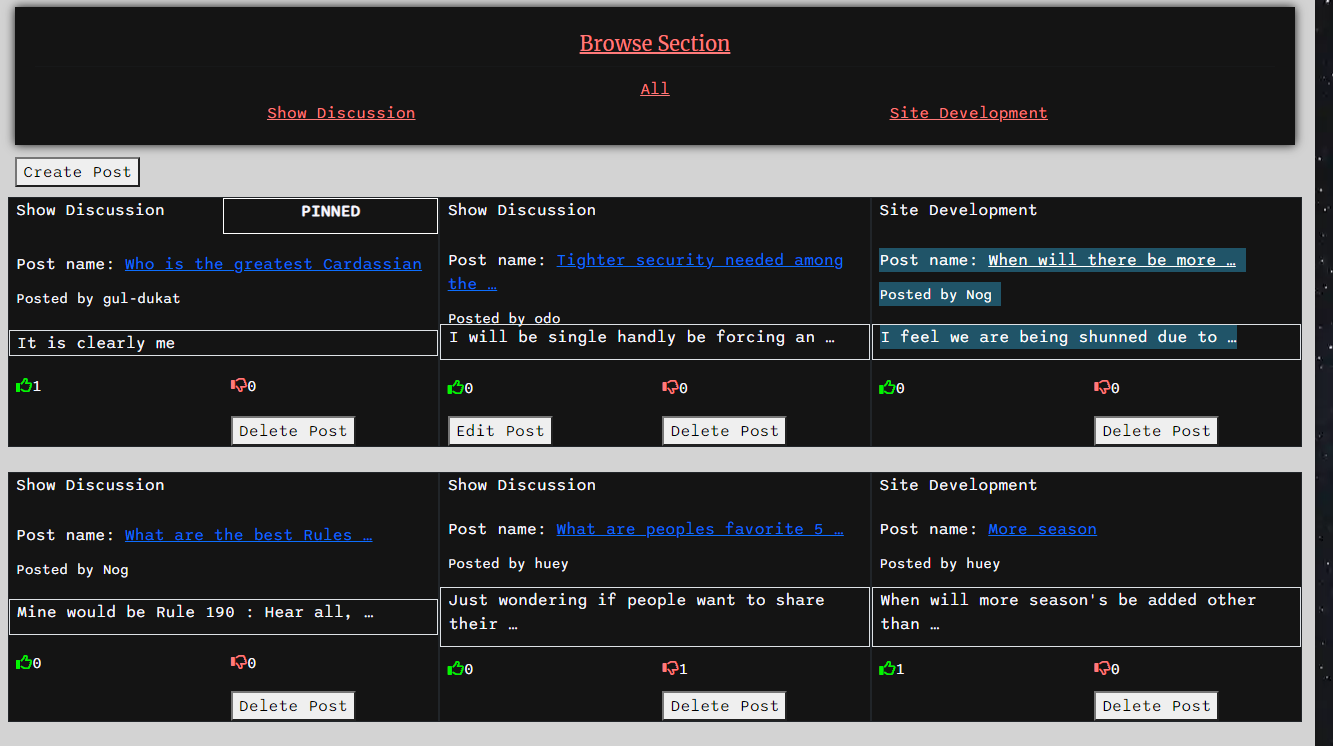 Browse Section
All
Show Discussion
Site Development
Create Post
Show Discussion
PINNED
Post name: Who is the greatest Cardassian
Posted by gul-dukat
It is clearly me
1
0
Delete Post
Show Discussion
Post name: Tighter security needed among
the …
Posted by odo
I will be single handly be forcing an …
0
0
Edit Post
Delete Post
Site Development
Post name: When will there be more …
Posted by Nog
I feel we are being shunned due to …
0
0
Delete Post
Show Discussion
Post name: What are the best Rules …
Posted by Nog
Mine would be Rule 190 : Hear all, …
0
0
Delete Post
Show Discussion
Post name: What are peoples favorite 5 …
Posted by huey
Just wondering if people want to share
their …
0
1
Delete Post
Site Development
Post name: More season
Posted by huey
When will more season's be added other
than …
1
0
Delete Post